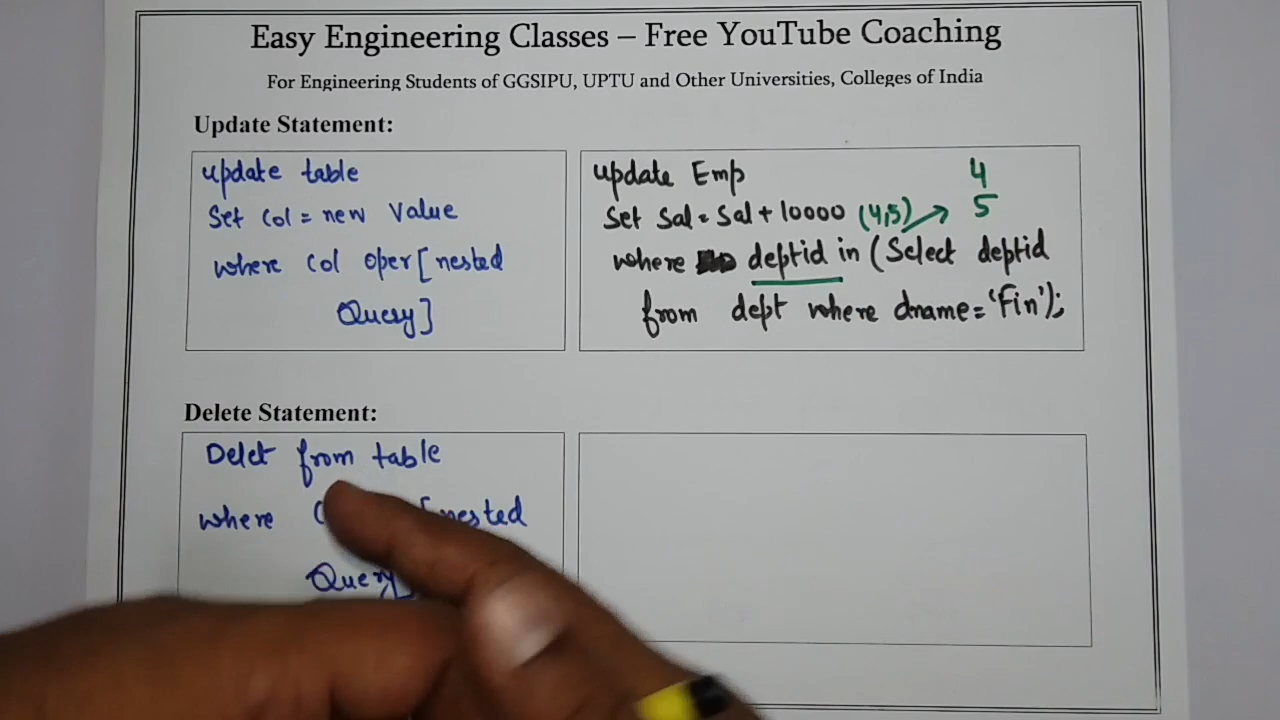 Easy Engineering Classes – Free YouTube Coaching
For Engineering Students of GGSIPU, UPTU and Other Universities, Colleges of India
Update Statement:
update table
Set col = new Value
where col oper [nested
Query]
update Emp
Set Sal = Sal + 10000 (4,5)
4
5
where deptid in (Select deptid
from dept where dname = 'Fin');
Delete Statement:
Delet from table
where [nested
Query]